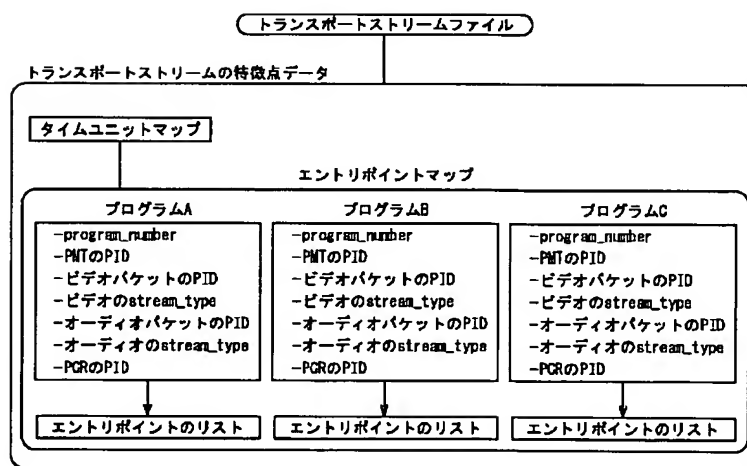 トランスポートストリームファイル
トランスポートストリームの特徴点データ
タイムユニットマップ
エントリポイントマップ
プログラムA
-program_number
-PMTのPID
-ビデオパケットのPID
-ビデオのstream_type
-オーディオパケットのPID
-オーディオのstream_type
-PCRのPID
エントリポイントのリスト
プログラムB
-program_number
-PMTのPID
-ビデオパケットのPID
-ビデオのstream_type
-オーディオパケットのPID
-オーディオのstream_type
-PCRのPID
エントリポイントのリスト
プログラムC
-program_number
-PMTのPID
-ビデオパケットのPID
-ビデオのstream_type
-オーディオパケットのPID
-オーディオのstream_type
-PCRのPID
エントリポイントのリスト